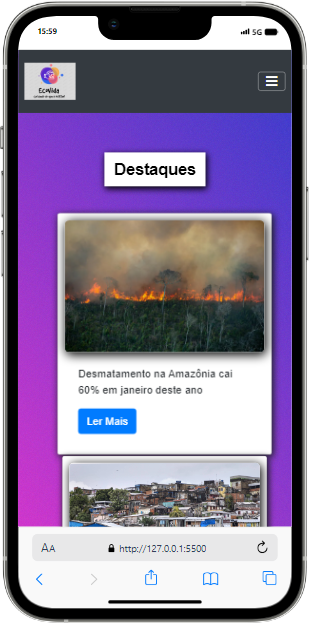 15:59
5G
EcoVida
Destaques
Desmatamento na Amazônia cai
60% em janeiro deste ano
Ler Mais
AA
http://127.0.0.1:5500